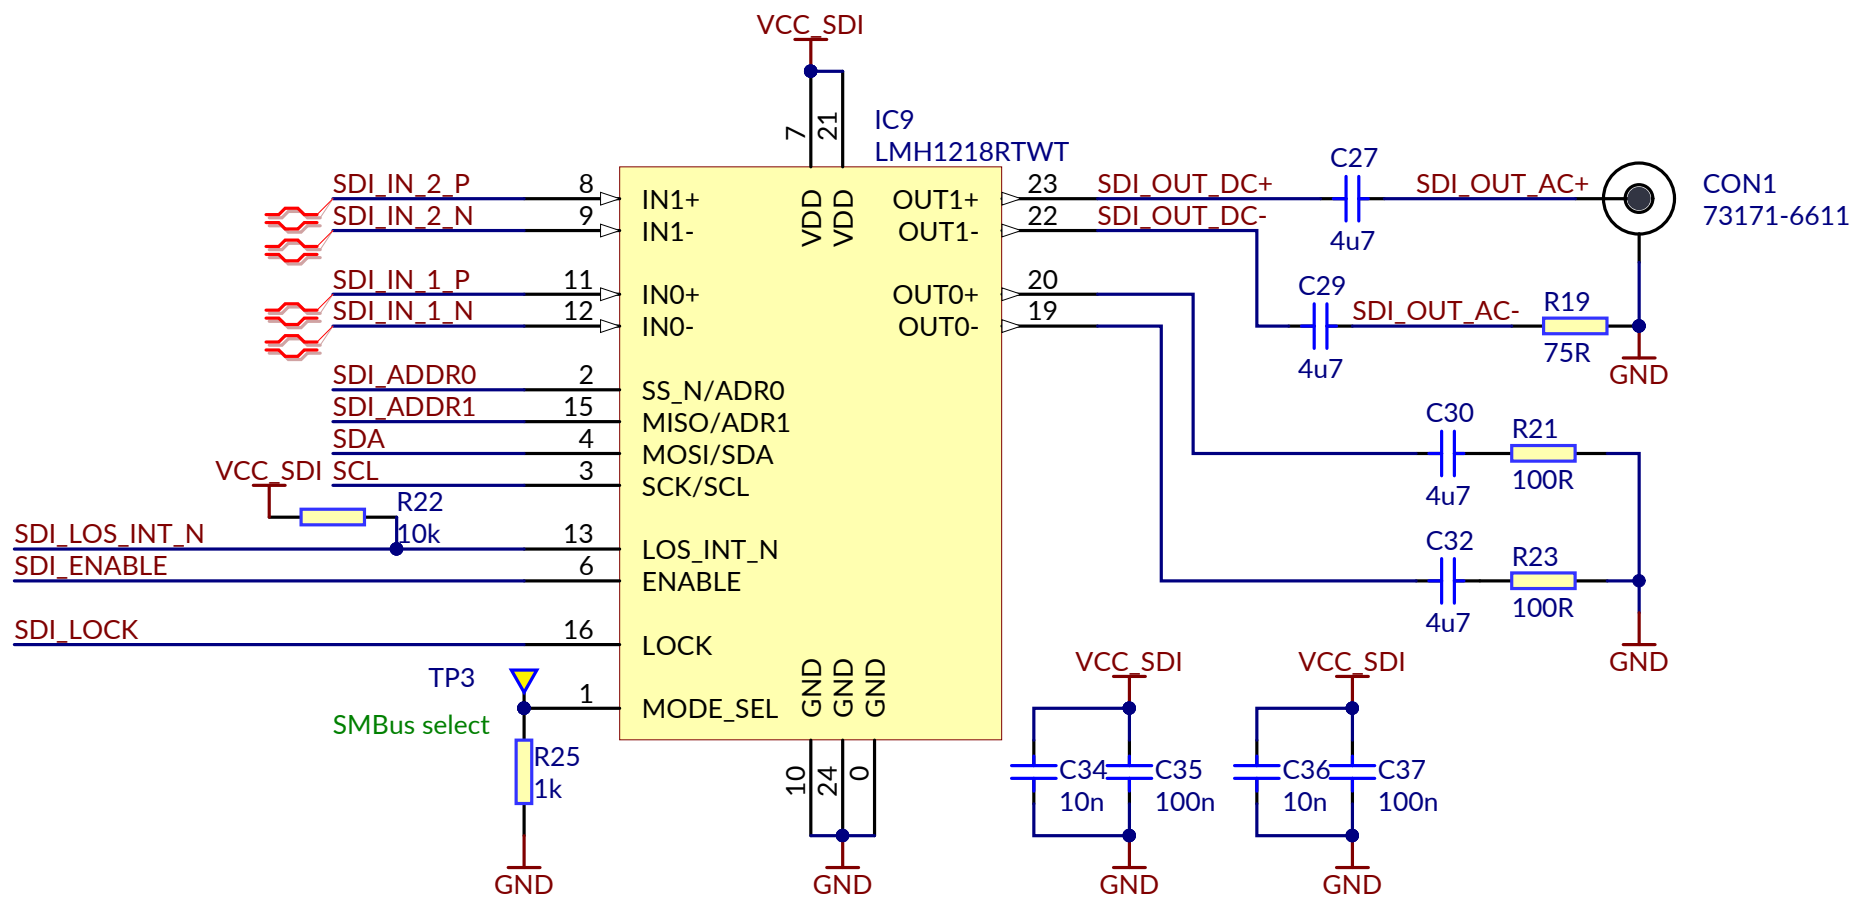 VCC_SDI
7
21
IC9
LMH1218RTWT
SDI_IN_2_P
8
IN1+
SDI_IN_2_N
9
IN1-
SDI_IN_1_P
11
IN0+
SDI_IN_1_N
12
IN0-
VDD
VDD
OUT1+
23
SDI_OUT_DC+
OUT1-
22
SDI_OUT_DC-
OUT0+
20
OUT0-
19
C27
4u7
SDI_OUT_AC+
CON1
73171-6611
C29
4u7
SDI_OUT_AC-
R19
75R
GND
SDI_ADDR0
2
SS_N/ADR0
SDI_ADDR1
15
MISO/ADR1
SDA
4
MOSI/SDA
VCC_SDI
SCL
3
SCK/SCL
R22
10k
SDI_LOS_INT_N
13
LOS_INT_N
SDI_ENABLE
6
ENABLE
SDI_LOCK
16
LOCK
TP3
1
MODE_SEL
SMBus select
R25
1k
GND
GND
GND
GND
10
24
0
GND
C30
4u7
R21
100R
C32
4u7
R23
100R
GND
VCC_SDI
C34
10n
C35
100n
GND
VCC_SDI
C36
10n
C37
100n
GND